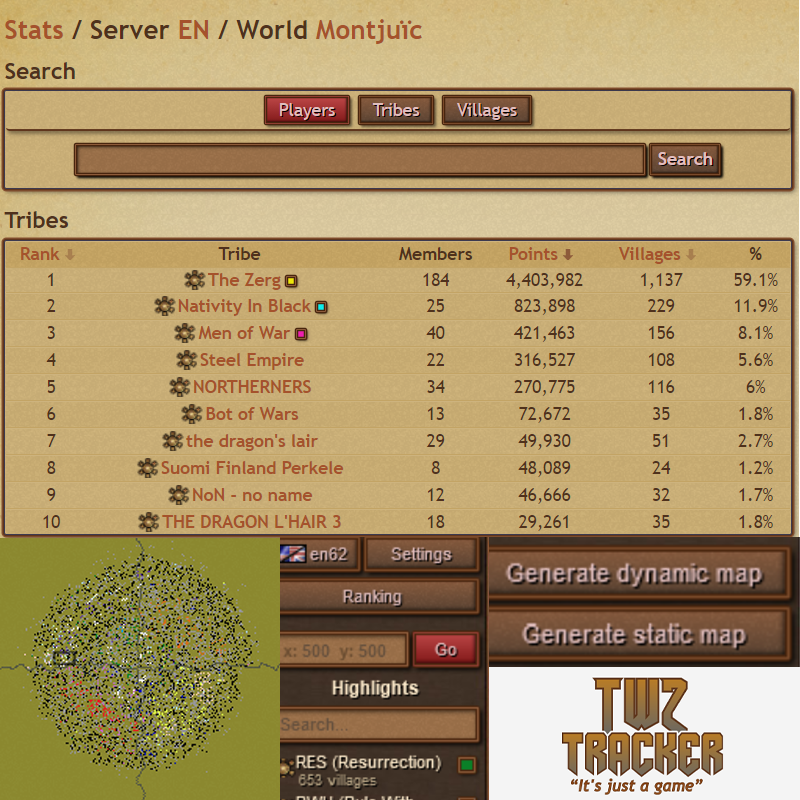 Stats / Server EN / World Montjuïc
Search
Players Tribes Villages
Search
Tribes
Rank Tribe Members Points Villages %
1 The Zerg 184 4,403,982 1,137 59.1%
2 Nativity In Black 25 823,898 229 11.9%
3 Men of War 40 421,463 156 8.1%
4 Steel Empire 22 316,527 108 5.6%
5 NORTHERNERS 34 270,775 116 6%
6 Bot of Wars 13 72,672 35 1.8%
7 the dragon's lair 29 49,930 51 2.7%
8 Suomi Finland Perkele 8 48,089 24 1.2%
9 NoN - no name 12 46,666 32 1.7%
10 THE DRAGON L'HAIR 3 18 29,261 35 1.8%
en62 Settings
Ranking
x: 500 y: 500 Go
Highlights
Search...
RES (Resurrection)
653 villages
Generate dynamic map
Generate static map
TW2
TRACKER
“It's just a game”